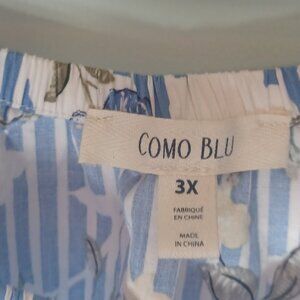 COMO BLU
3X
FABRIQUÉ
EN CHINE
MADE
IN CHINA